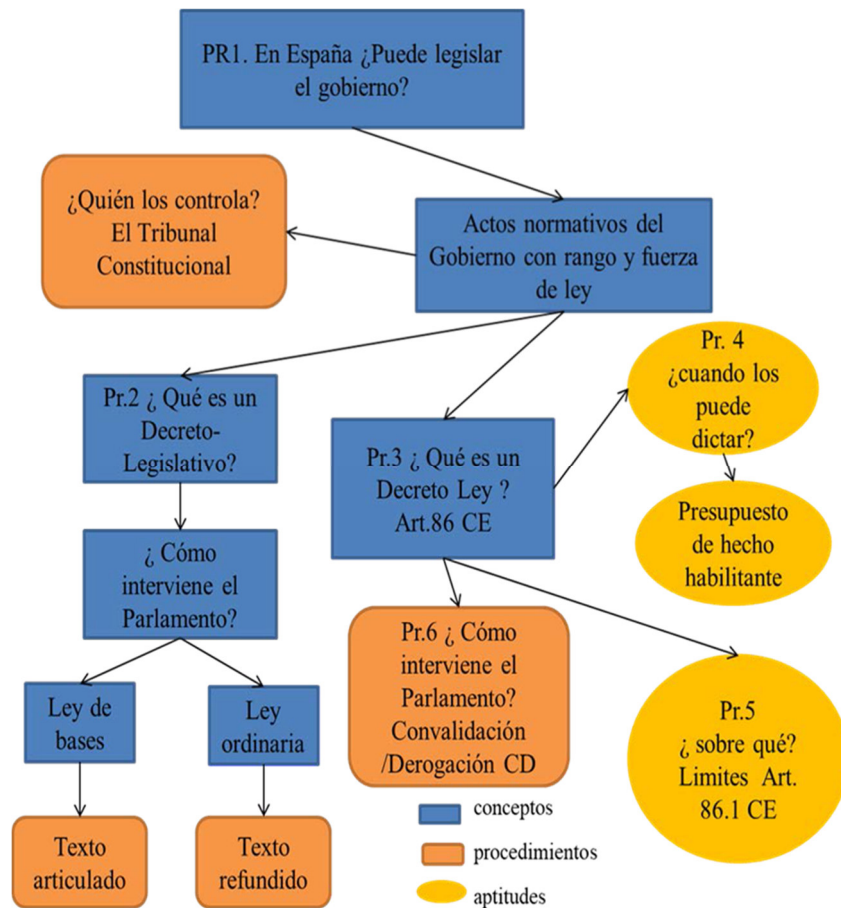 PR1. En España ¿Puede legislar
el gobierno?
¿Quién los controla?
El Tribunal
Constitucional
Actos normativos del
Gobierno con rango y fuerza
de ley
Pr.2 ¿ Qué es un
Decreto-
Legislativo?
Pr.3 ¿ Qué es un
Decreto Ley ?
Art.86 CE
Pr. 4
¿cuando los
puede
dictar?
Presupuesto
de hecho
habilitante
¿ Cómo
interviene el
Parlamento?
Ley de
bases
Ley
ordinaria
Texto
articulado
Texto
refundido
Pr.6 ¿ Cómo
interviene el
Parlamento?
Convalidación
/Derogación CD
Pr.5
¿ sobre qué?
Limites Art.
86.1 CE
conceptos
procedimientos
aptitudes